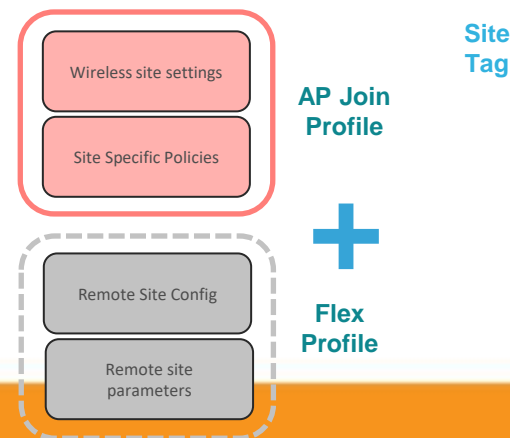 Wireless site settings
Site Specific Policies
AP Join
Profile
Site
Tag
Remote Site Config
Remote site
parameters
Flex
Profile